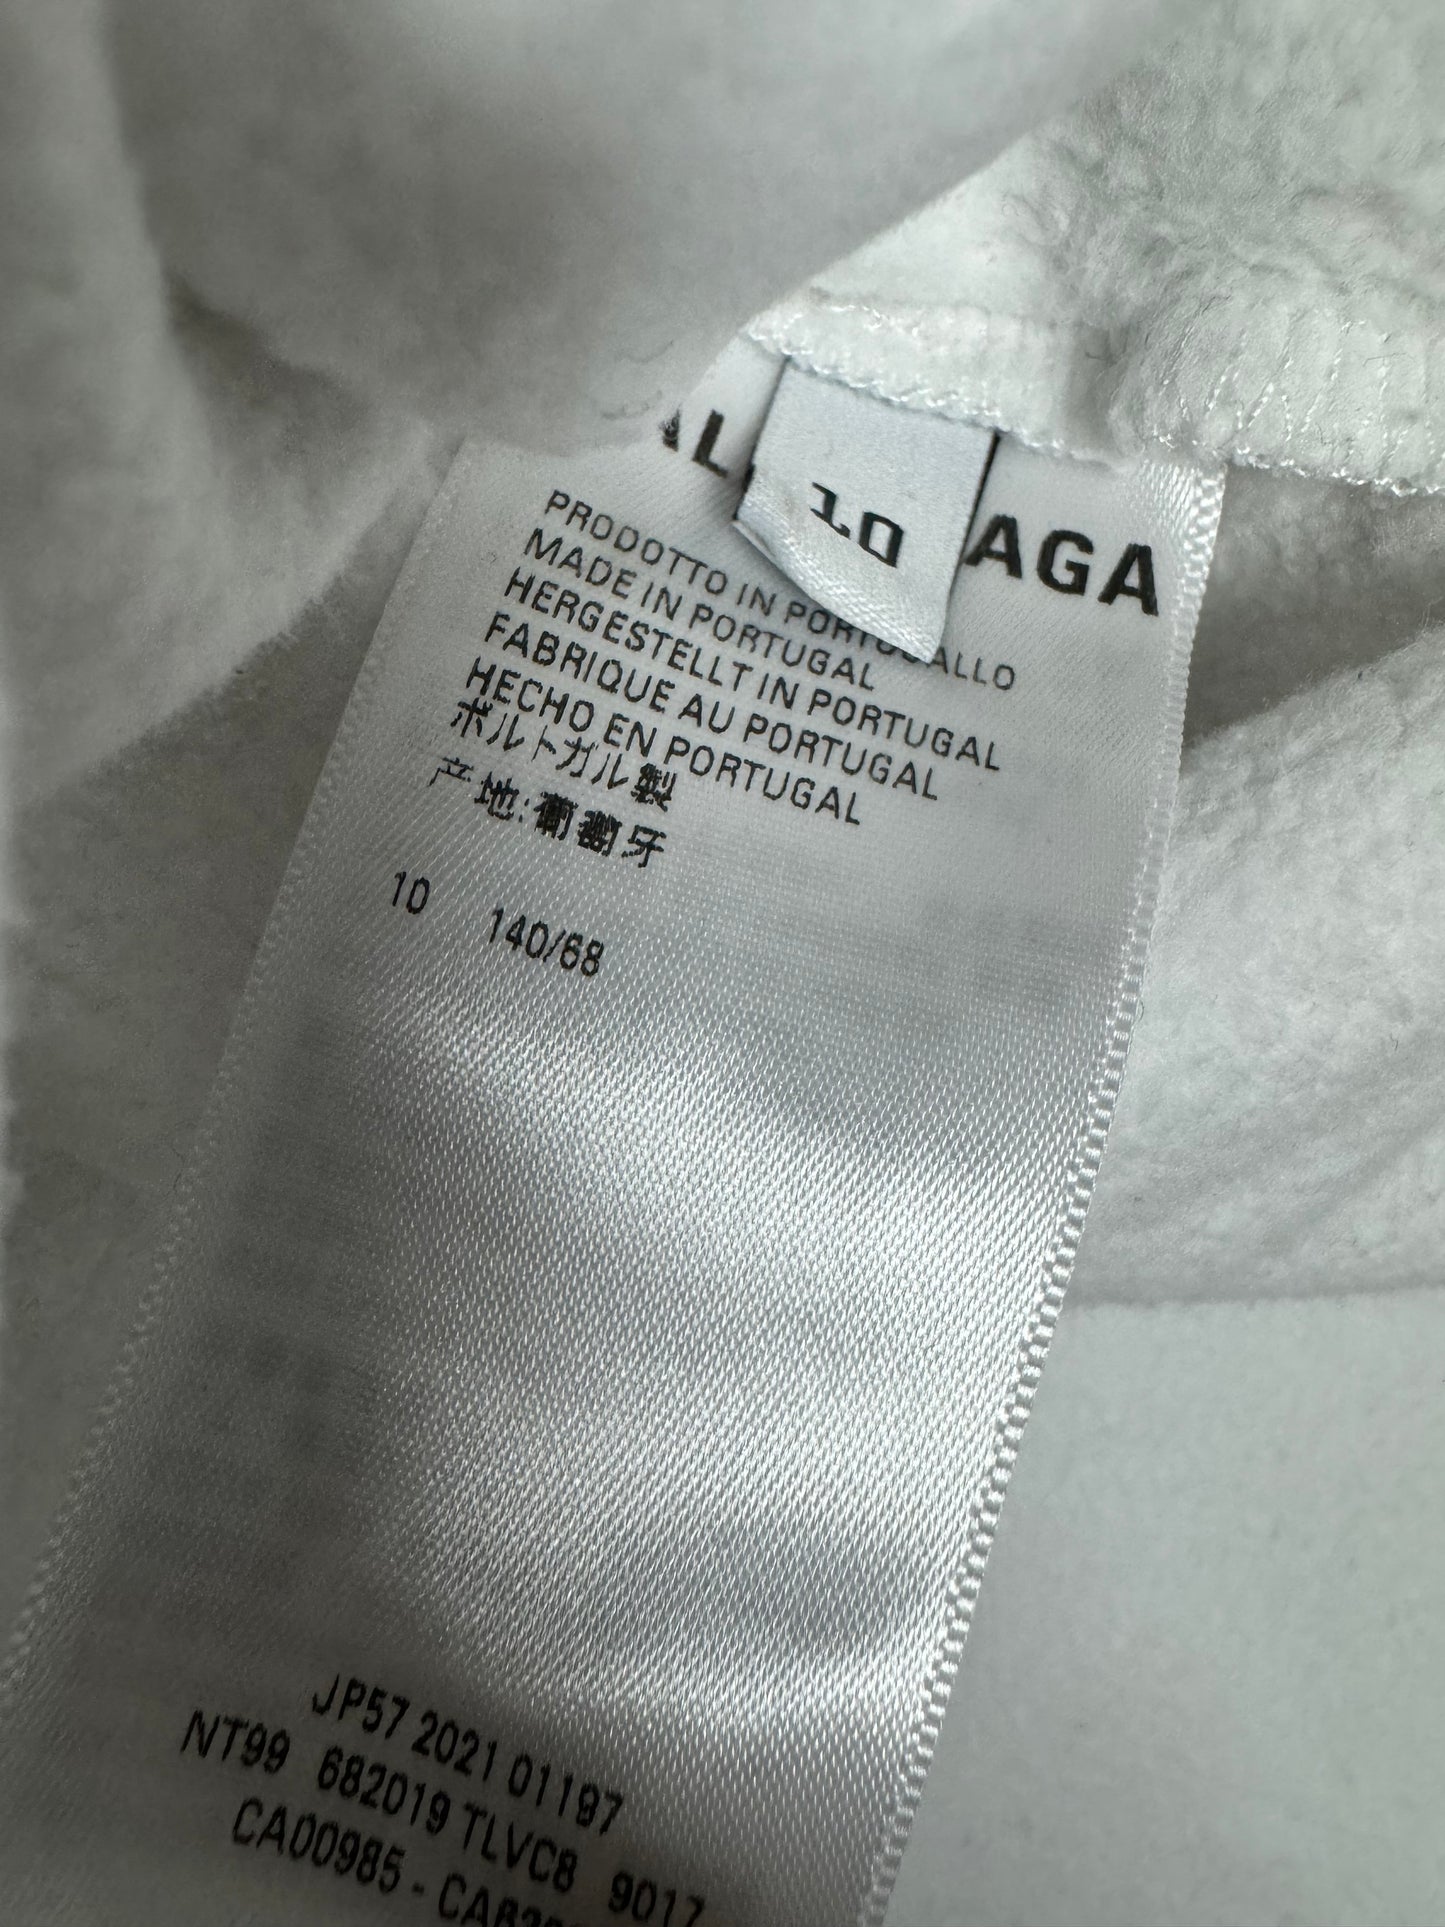 AGA
10
PRODOTTO IN PORTOGALLO
MADE IN PORTUGAL
HERGESTELLT IN PORTUGAL
FABRIQUE AU PORTUGAL
HECHO EN PORTUGAL
ポルトガル製
产地:葡萄牙
10 140/68
JP57 2021 01197
NT99 682019 TLVC8 9017
CA00985 -